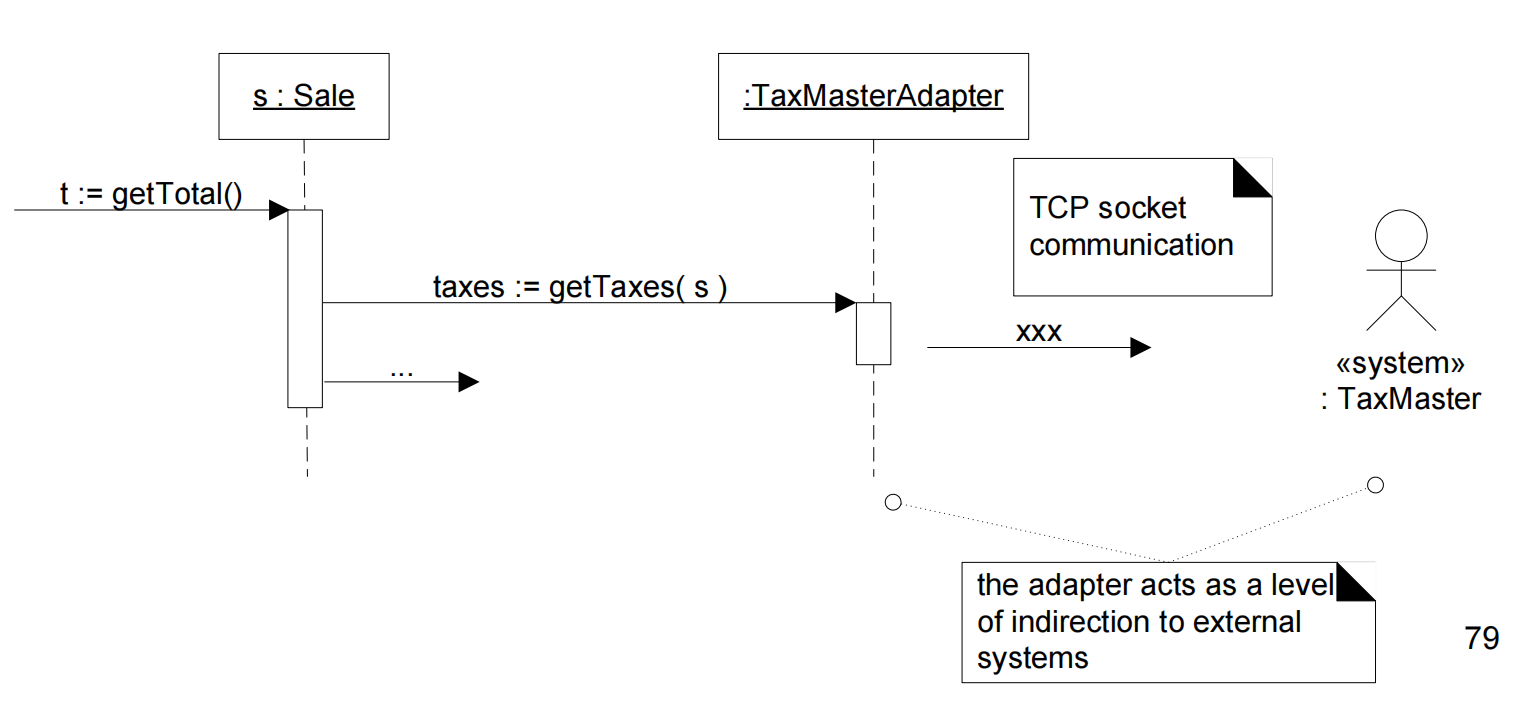 s : Sale
:TaxMasterAdapter
t := getTotal()
TCP socket
communication
taxes := getTaxes( s )
xxx
...
«system»
: TaxMaster
the adapter acts as a level
of indirection to external
systems
79